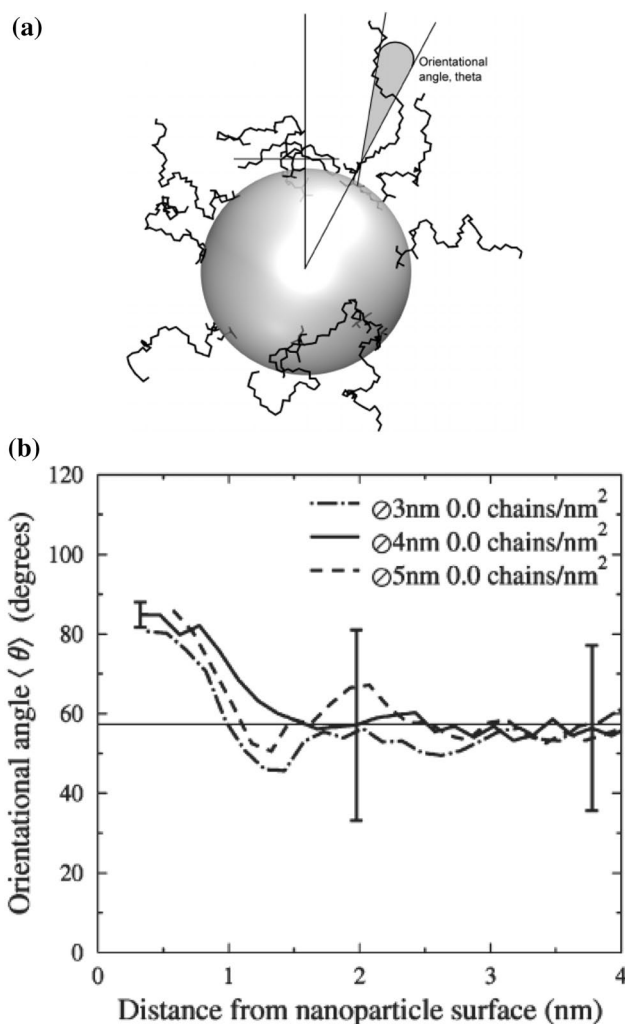 (a)
Orientational
angle, theta
(b)
120
100
80
60
40
20
0
0 1 2 3 4
⌀3nm 0.0 chains/nm²
⌀4nm 0.0 chains/nm²
⌀5nm 0.0 chains/nm²
Orientational angle ⟨θ⟩ (degrees)
Distance from nanoparticle surface (nm)